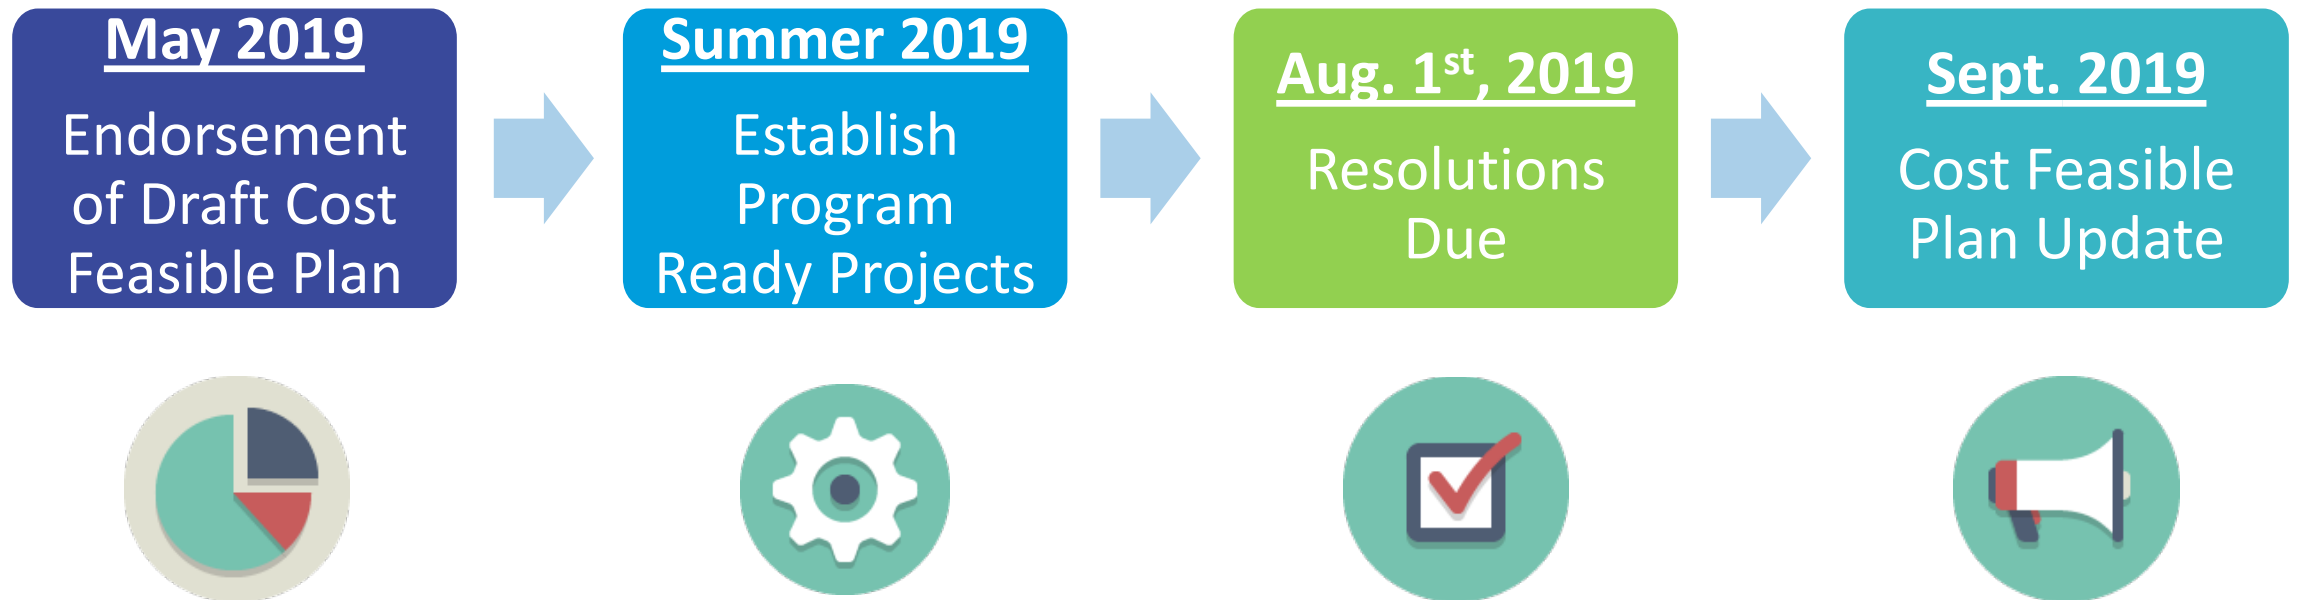 May 2019
Endorsement
of Draft Cost
Feasible Plan
Summer 2019
Establish
Program
Ready Projects
Aug. 1st, 2019
Resolutions
Due
Sept. 2019
Cost Feasible
Plan Update